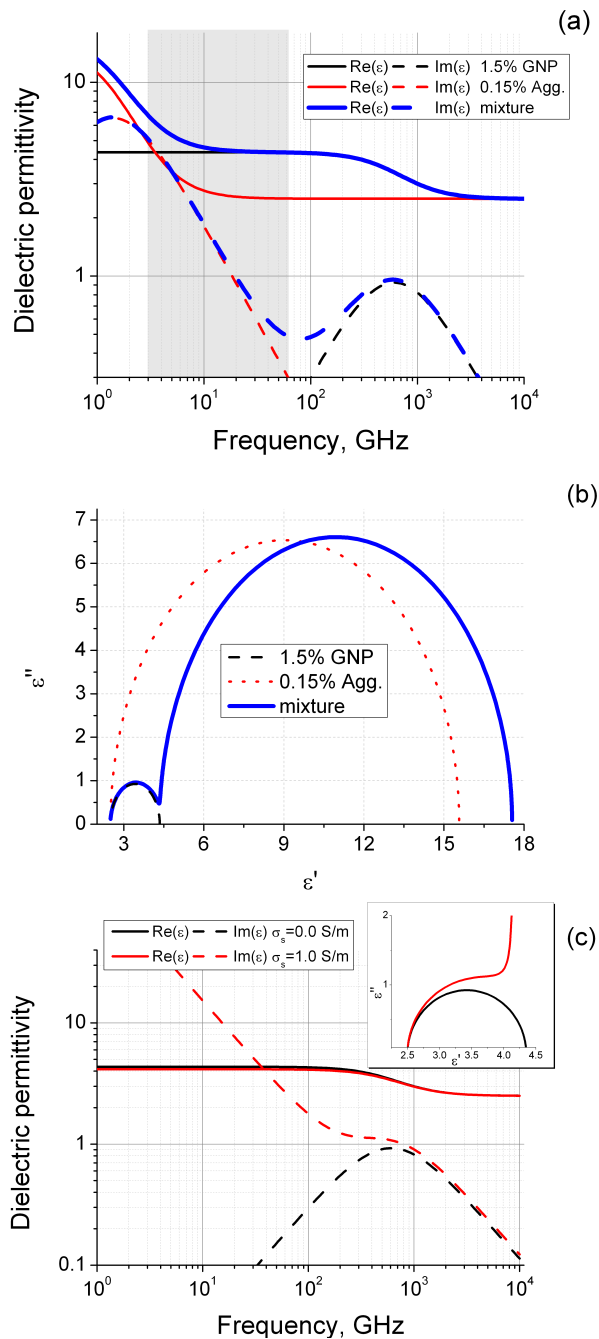 (a)
Re(ε) Im(ε) 1.5% GNP
Re(ε) Im(ε) 0.15% Agg.
Re(ε) Im(ε) mixture
Dielectric permittivity
10
1
10⁰ 10¹ 10² 10³ 10⁴
Frequency, GHz
(b)
7
6
5
4
3
2
1
0
ε''
1.5% GNP
0.15% Agg.
mixture
3 6 9 12 15 18
ε'
(c)
Re(ε) Im(ε) σₛ=0.0 S/m
Re(ε) Im(ε) σₛ=1.0 S/m
2
1
ε''
2.5 3.0 3.5 4.0 4.5
ε'
Dielectric permittivity
10
1
0.1
10⁰ 10¹ 10² 10³ 10⁴
Frequency, GHz